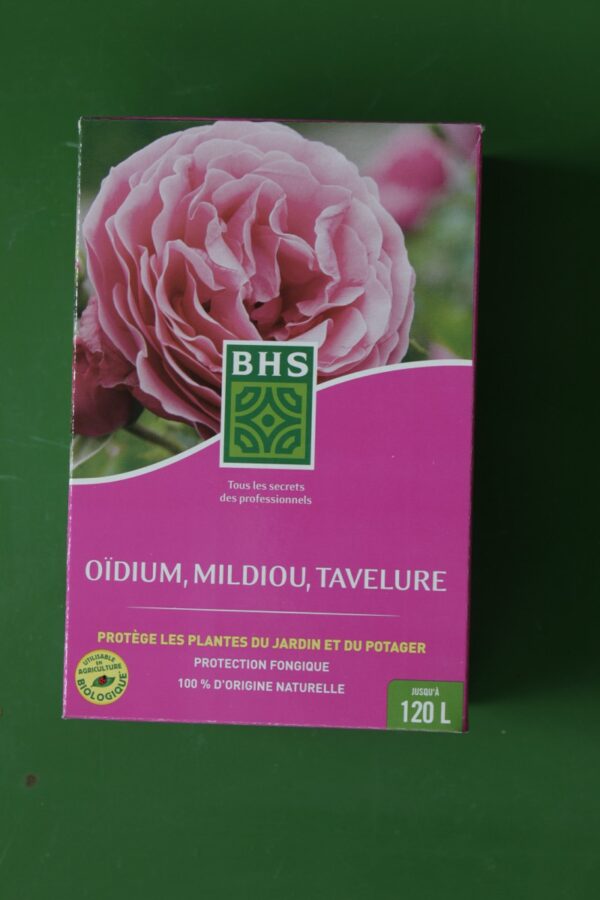 BHS
Tous les secrets
des professionnels
OÏDIUM, MILDIOU, TAVELURE
PROTÈGE LES PLANTES DU JARDIN ET DU POTAGER
PROTECTION FONGIQUE
100 % D'ORIGINE NATURELLE
UTILISABLE
EN
AGRICULTURE
BIOLOGIQUE
JUSQU'À
120 L